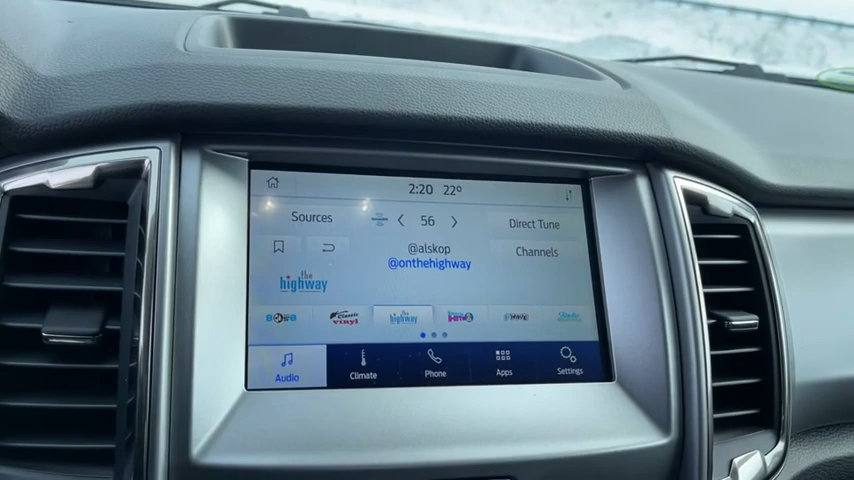 2:20 22°
Sources
56
Direct Tune
@alskop
Channels
@onthehighway
the
highway
Classic
vinyl
the
highway
Audio
Climate
Phone
Apps
Settings